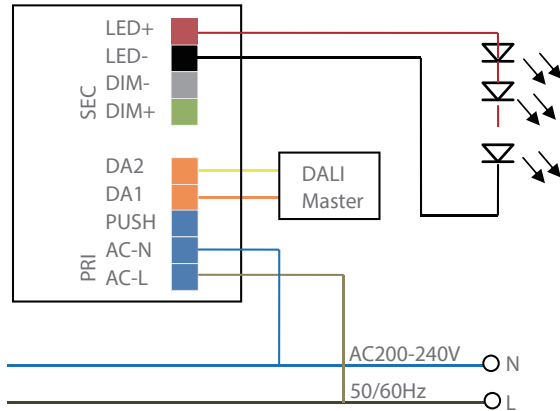 LED+
LED-
DIM-
DIM+
SEC
DA2
DA1
PUSH
AC-N
AC-L
PRI
DALI
Master
AC200-240V
N
50/60Hz
L